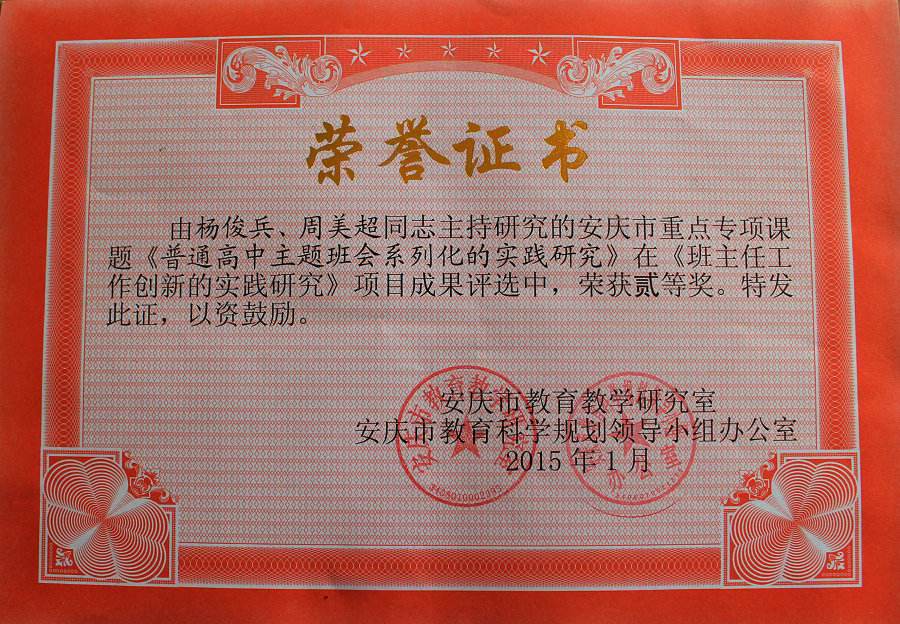 荣誉证书
由杨俊兵、周美超同志主持研究的安庆市重点专项课
题《普通高中主题班会系列化的实践研究》在《班主任工
作创新的实践研究》项目成果评选中，荣获贰等奖。特发
此证，以资鼓励。
安庆市教育教学研究室
安庆市教育科学规划领导小组办公室
2015年1月
办公室